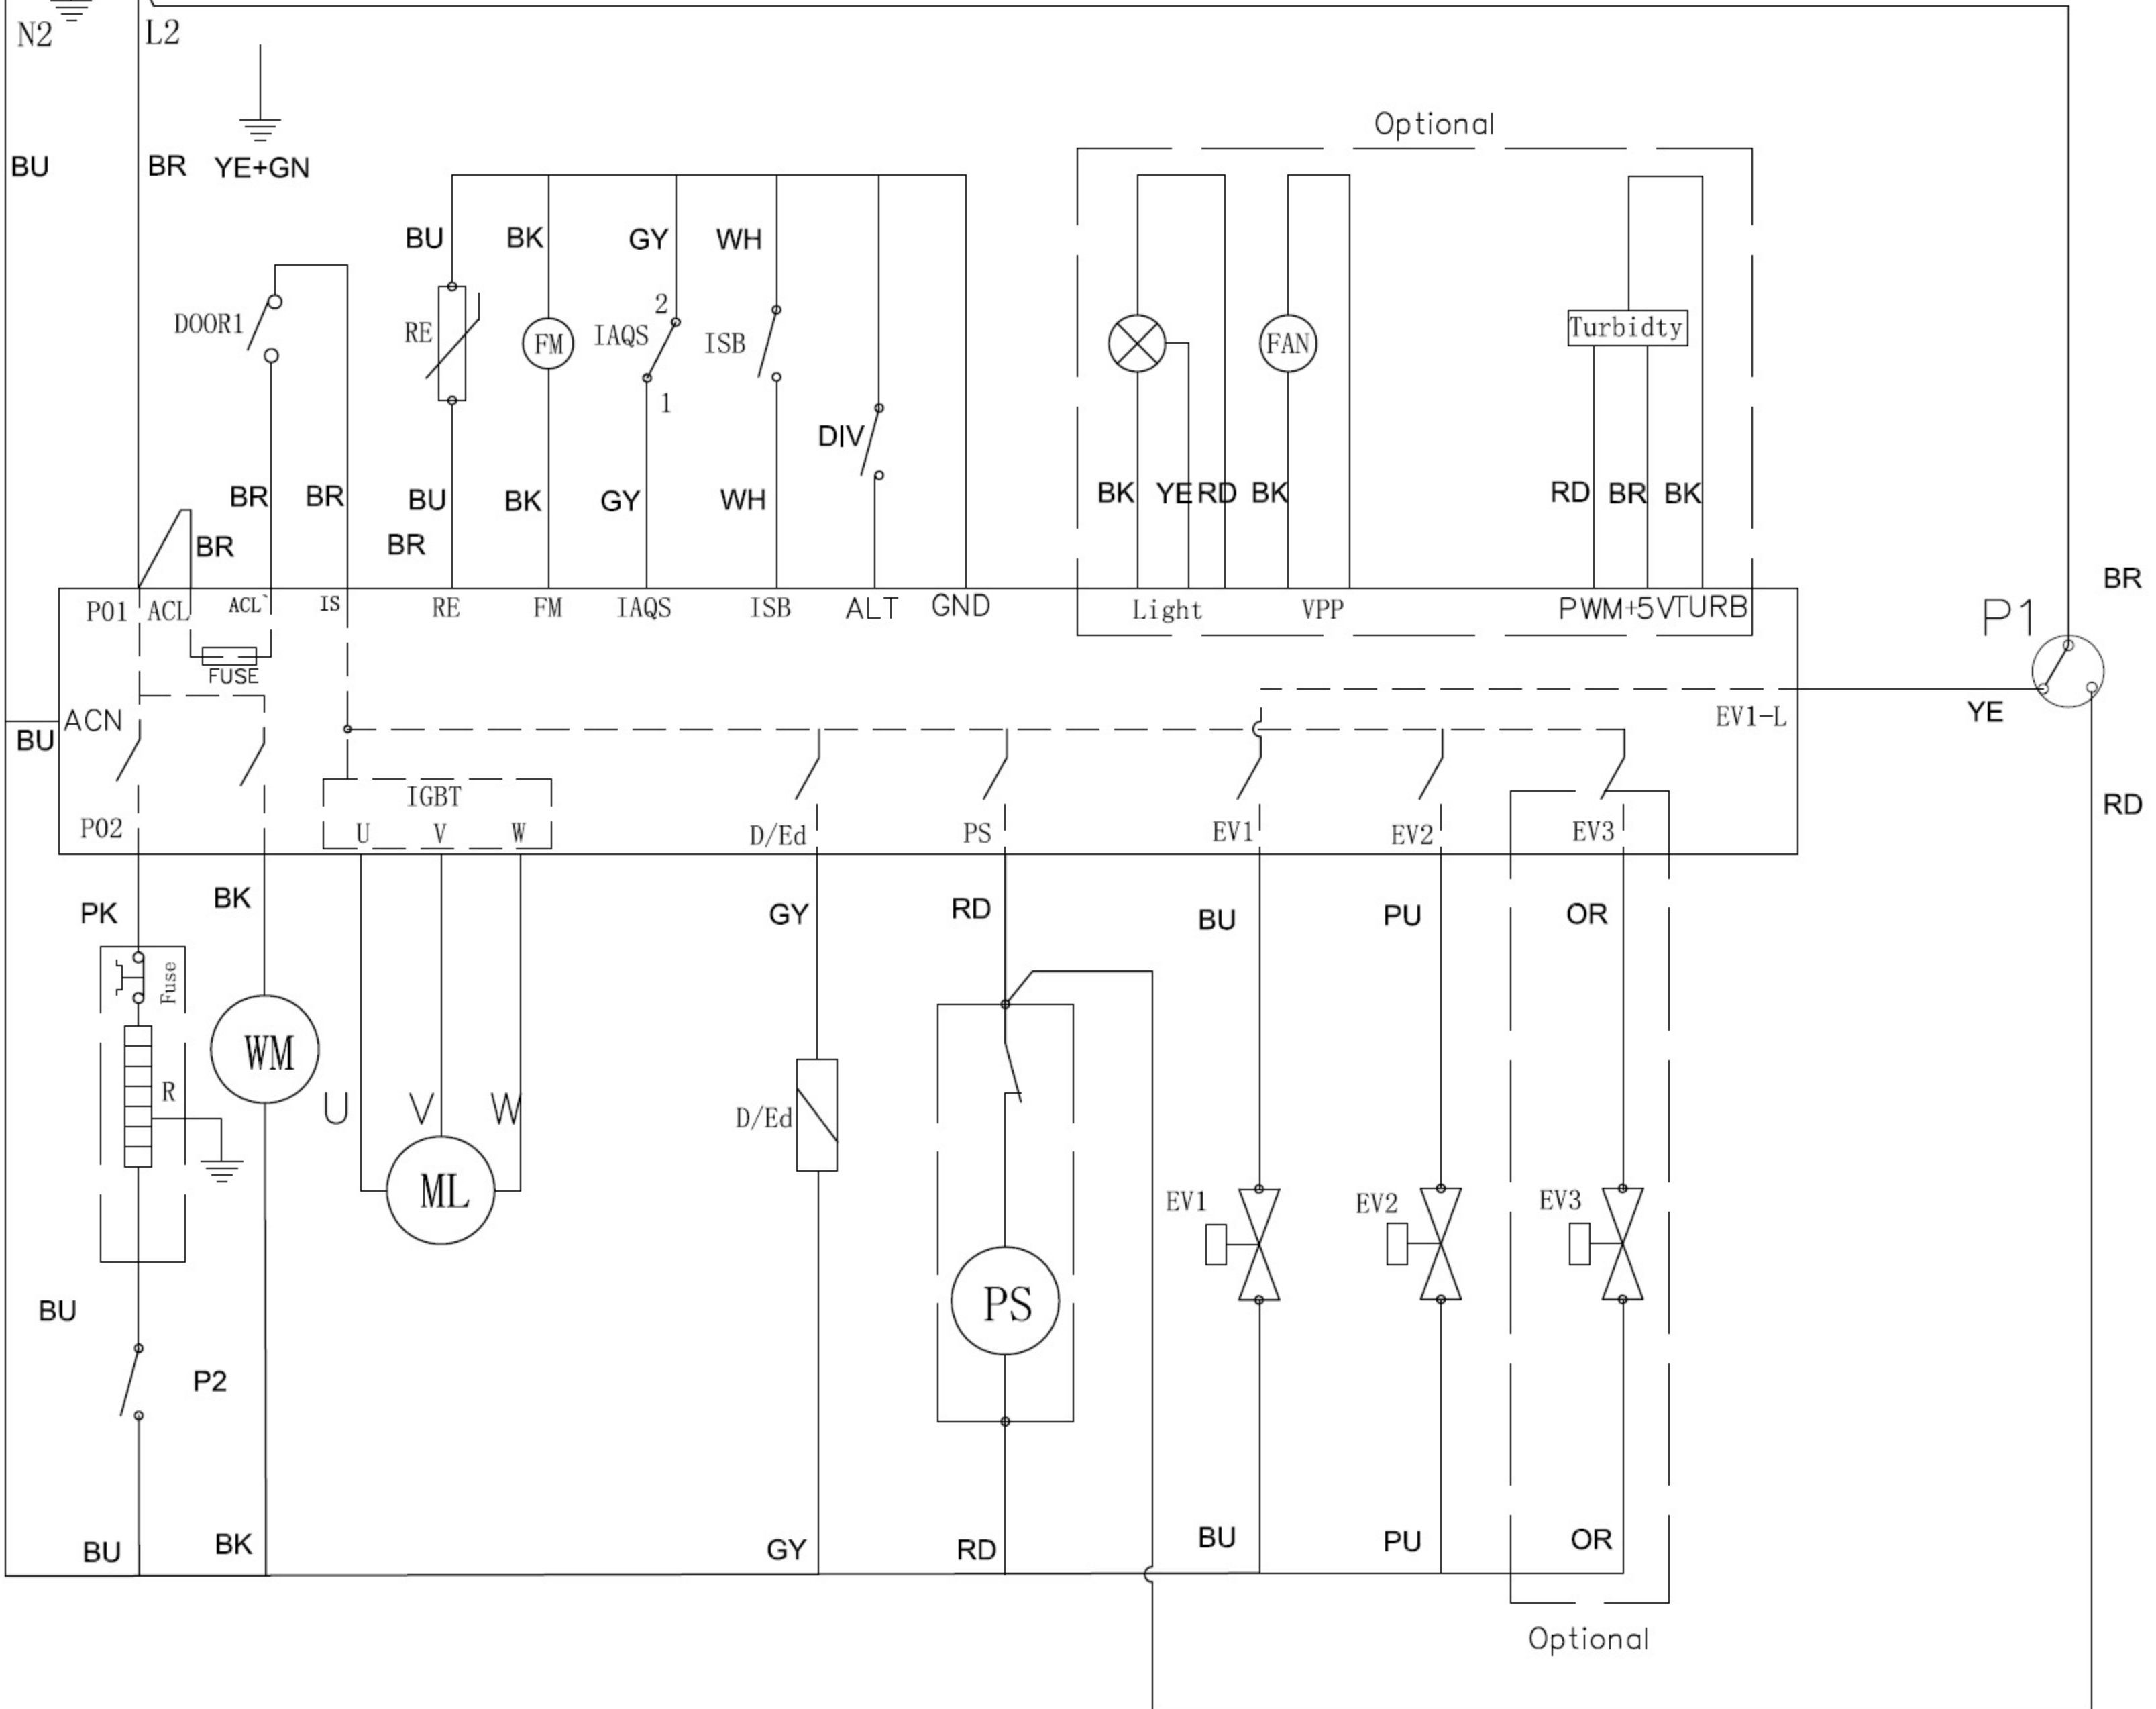 N2
L2
Optional
BU
BR
YE+GN
BU
BK
GY
WH
2
DOOR1
RE
FM
IAQS
ISB
FAN
Turbidty
1
DIV
BR
BR
BU
BK
GY
WH
BK
YE
RD
BK
RD
BR
BK
BR
BR
BR
P01
ACL
ACL`
IS
RE
FM
IAQS
ISB
ALT
GND
Light
VPP
PWM
+5V
TURB
P1
FUSE
ACN
EV1-L
YE
BU
IGBT
RD
P02
U
V
W
D/Ed
PS
EV1
EV2
EV3
PK
BK
GY
RD
BU
PU
OR
Fuse
WM
R
U
V
W
D/Ed
ML
EV1
EV2
EV3
BU
PS
P2
BU
BK
GY
RD
BU
PU
OR
Optional